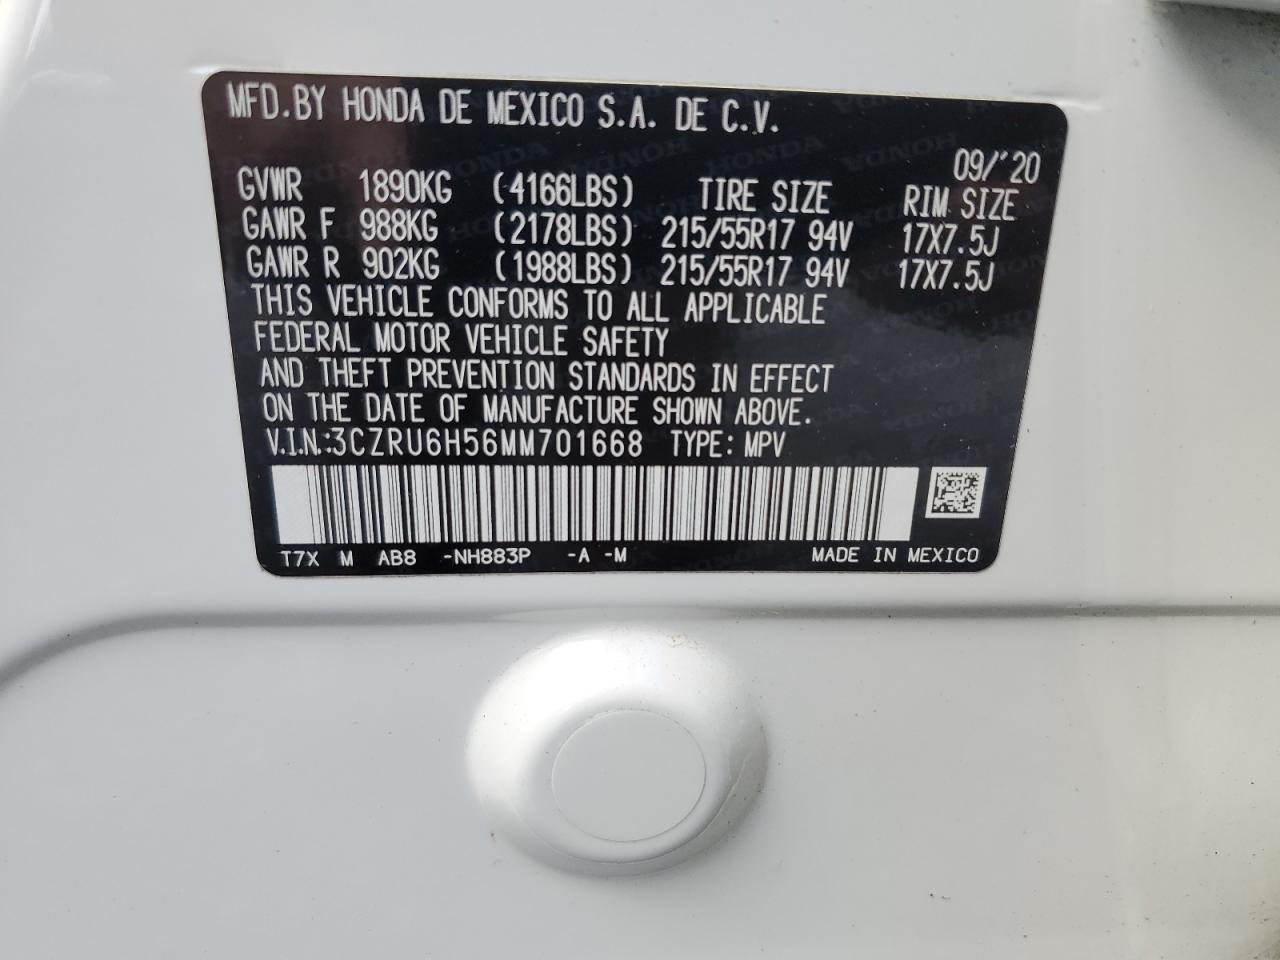 MFD.BY HONDA DE MEXICO S.A. DE C.V.
09/'20
GVWR 1890KG (4166LBS) TIRE SIZE RIM SIZE
GAWR F 988KG (2178LBS) 215/55R17 94V 17X7.5J
GAWR R 902KG (1988LBS) 215/55R17 94V 17X7.5J
THIS VEHICLE CONFORMS TO ALL APPLICABLE
FEDERAL MOTOR VEHICLE SAFETY
AND THEFT PREVENTION STANDARDS IN EFFECT
ON THE DATE OF MANUFACTURE SHOWN ABOVE.
V.I.N.:3CZRU6H56MM701668 TYPE: MPV
T7X M AB8 -NH883P -A -M MADE IN MEXICO